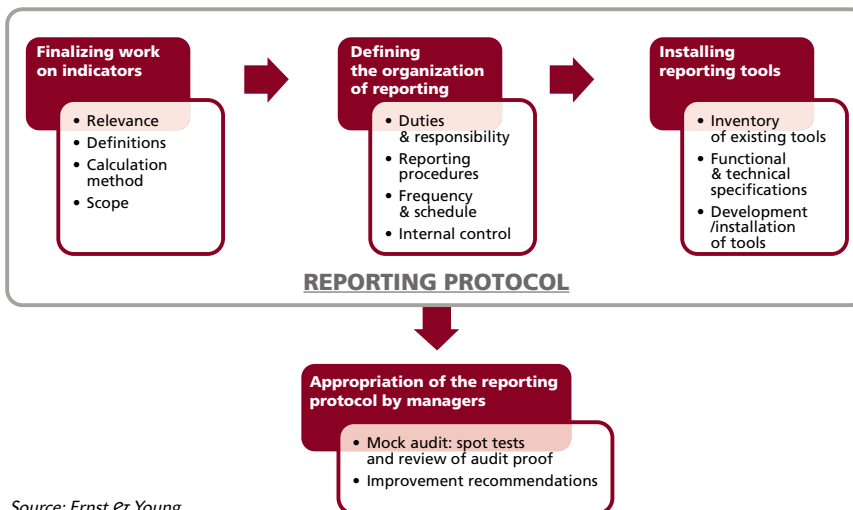 Finalizing work
on indicators
• Relevance
• Definitions
• Calculation
method
• Scope
Defining
the organization
of reporting
• Duties
& responsibility
• Reporting
procedures
• Frequency
& schedule
• Internal control
Installing
reporting tools
• Inventory
of existing tools
• Functional
& technical
specifications
• Development
/installation
of tools
REPORTING PROTOCOL
Appropriation of the reporting
protocol by managers
• Mock audit: spot tests
and review of audit proof
• Improvement recommendations
Source: Ernst & Young